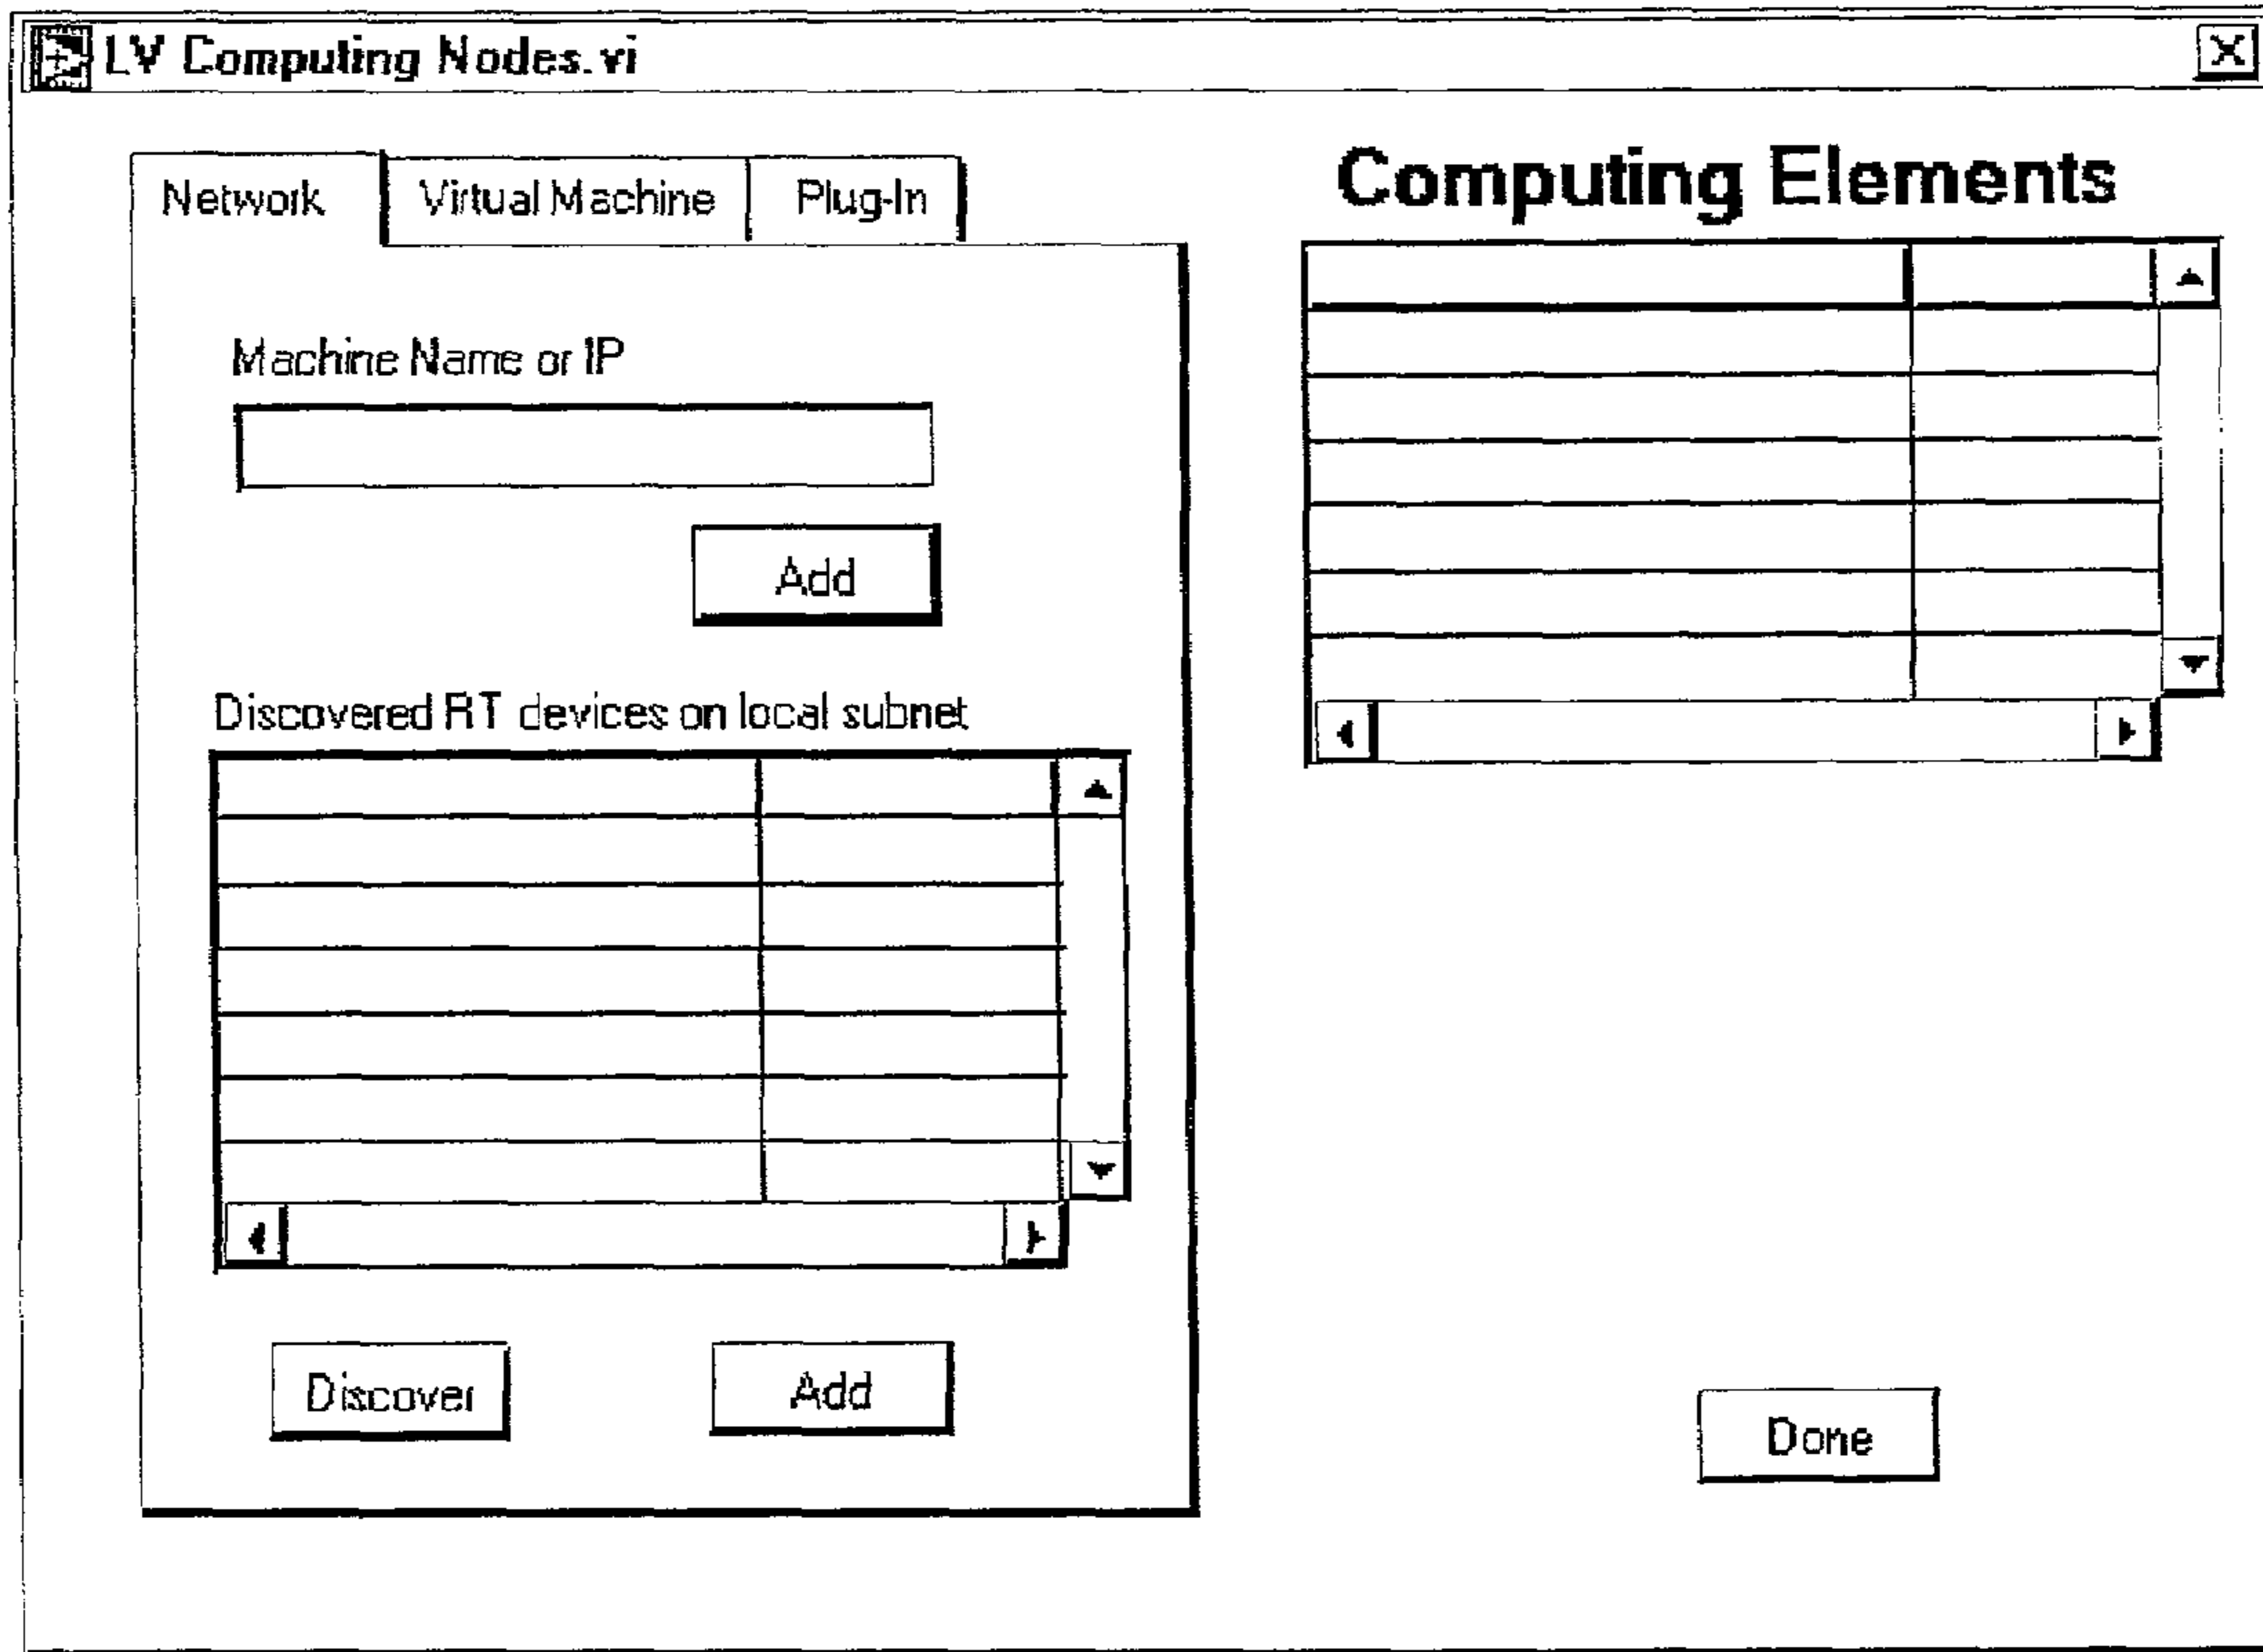 LV Computing Nodes.vi
Network Virtual Machine Plug-In
Machine Name or IP
Add
Discovered RT devices on local subnet
Discover Add
Computing Elements
Done